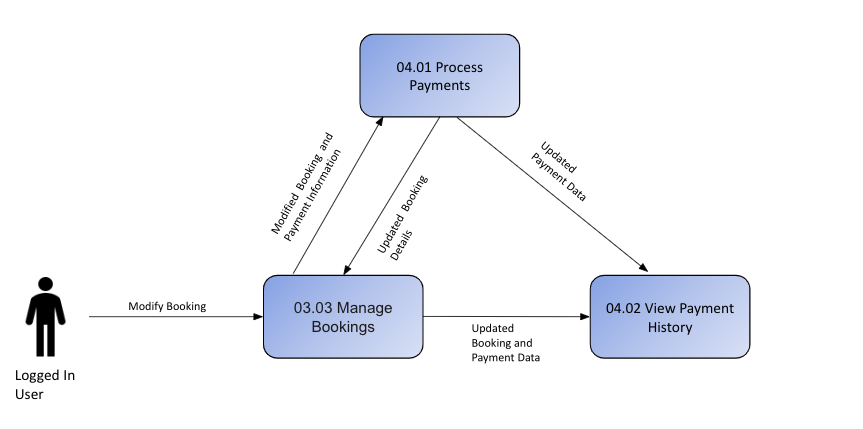 04.01 Process
Payments
Modified Booking and
Payment Information
Updated Booking
Details
Updated
Payment Data
Modify Booking
03.03 Manage
Bookings
Updated
Booking and
Payment Data
04.02 View Payment
History
Logged In
User